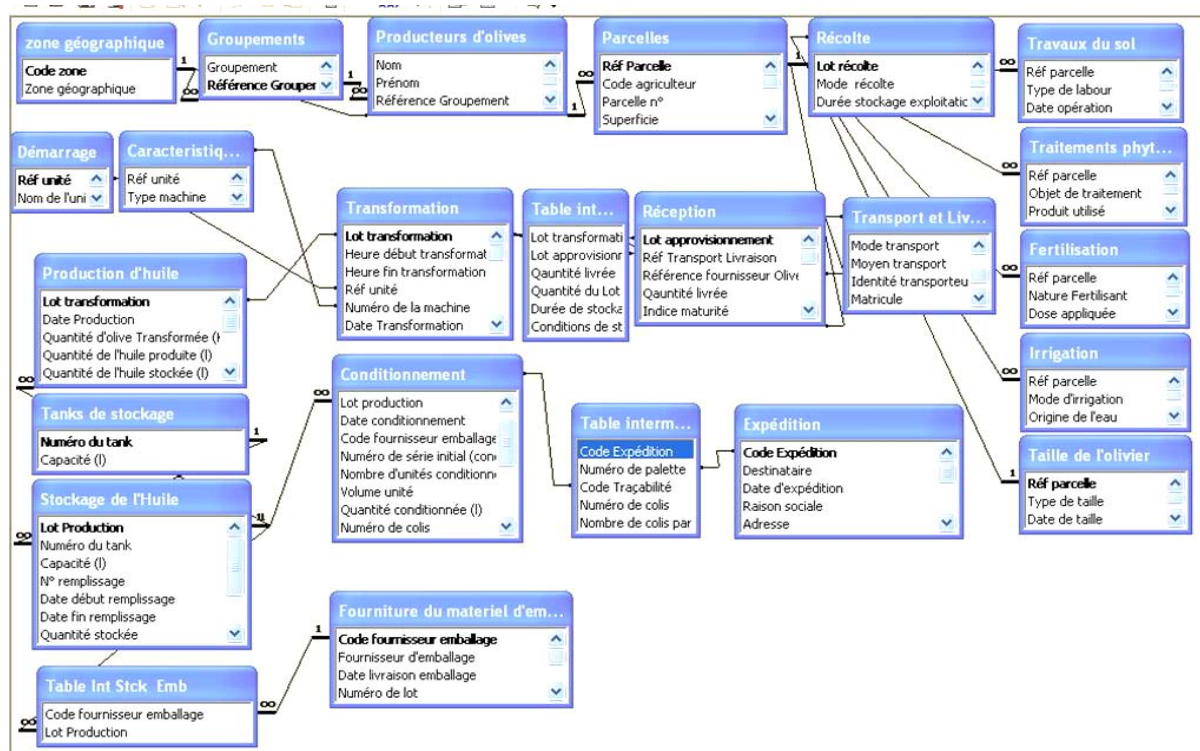 zone géographique
Code zone
Zone géographique
Groupements
Groupement
Référence Grouper
Producteurs d'olives
Nom
Prénom
Référence Groupement
Parcelles
Réf Parcelle
Code agriculteur
Parcelle n°
Superficie
Récolte
Lot récolte
Mode récolte
Durée stockage exploitatic
Travaux du sol
Réf parcelle
Type de labour
Date opération
Démarrage
Réf unité
Nom de l'uni
Caracteristiq...
Réf unité
Type machine
Traitements phyt...
Réf parcelle
Objet de traitement
Produit utilisé
Transformation
Lot transformation
Heure début transformat
Heure fin transformation
Réf unité
Numéro de la machine
Date Transformation
Table int...
Lot transformati
Lot approvisionr
Qauntité livrée
Quantité du Lot
Durée de stocka
Conditions de st
Réception
Lot approvisionnement
Réf Transport Livraison
Référence fournisseur Olive
Qauntité livrée
Indice maturité
Transport et Liv...
Mode transport
Moyen transport
Identité transporteu
Matricule
Fertilisation
Réf parcelle
Nature Fertilisant
Dose appliquée
Production d'huile
Lot transformation
Date Production
Quantité d'olive Transformée (k
Quantité de l'huile produite (l)
Quantité de l'huile stockée (l)
Irrigation
Réf parcelle
Mode d'irrigation
Origine de l'eau
Conditionnement
Lot production
Date conditionnement
Code fournisseur emballage
Numéro de série initial (con
Nombre d'unités conditionne
Volume unité
Quantité conditionnée (l)
Numéro de colis
Tanks de stockage
Numéro du tank
Capacité (l)
Table interm...
Code Expédition
Numéro de palette
Code Traçabilité
Numéro de colis
Nombre de colis par
Expédition
Code Expédition
Destinataire
Date d'expédition
Raison sociale
Adresse
Taille de l'olivier
Réf parcelle
Type de taille
Date de taille
Stockage de l'Huile
Lot Production
Numéro du tank
Capacité (l)
N° remplissage
Date début remplissage
Date fin remplissage
Quantité stockée
Fourniture du materiel d'em...
Code fournisseur emballage
Fournisseur d'emballage
Date livraison emballage
Numéro de lot
Table Int Stck Emb
Code fournisseur emballage
Lot Production